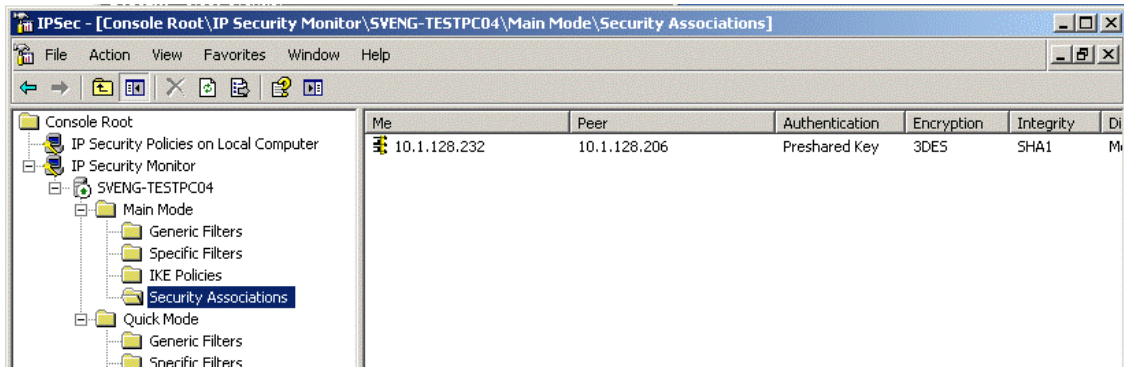 IPSec - [Console Root\IP Security Monitor\SVENG-TESTPC04\Main Mode\Security Associations]
File Action View Favorites Window Help
Console Root
IP Security Policies on Local Computer
IP Security Monitor
SVENG-TESTPC04
Main Mode
Generic Filters
Specific Filters
IKE Policies
Security Associations
Quick Mode
Generic Filters
Specific Filters
Me Peer Authentication Encryption Integrity Di
10.1.128.232 10.1.128.206 Preshared Key 3DES SHA1 M